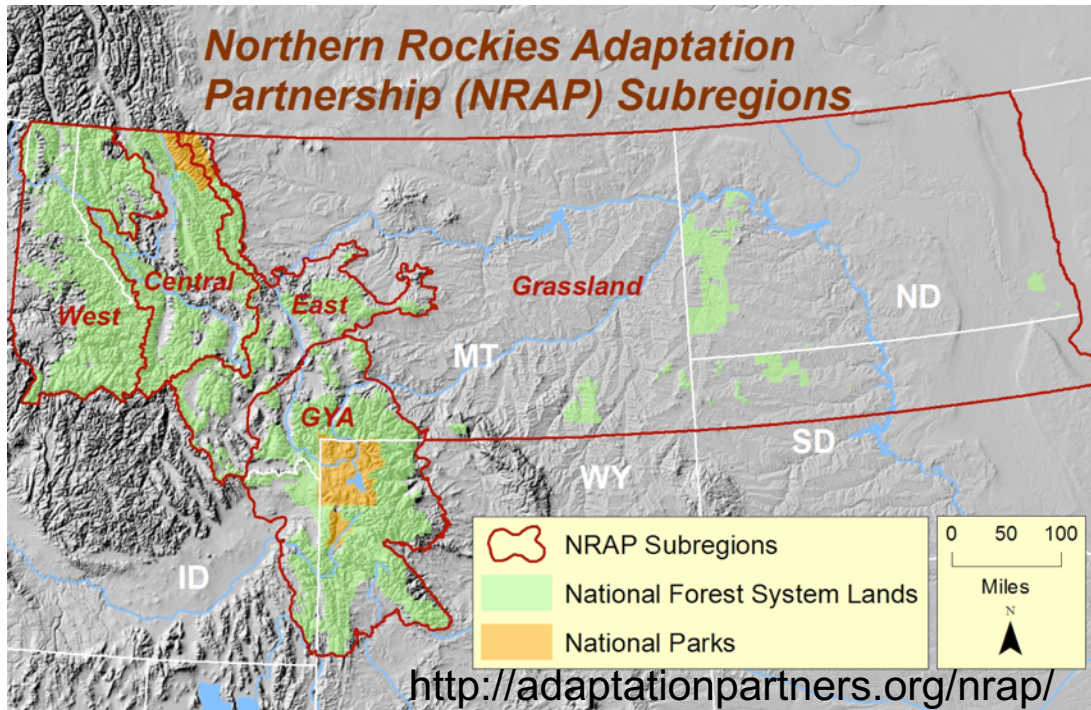 Northern Rockies Adaptation
Partnership (NRAP) Subregions
Central
West
East
Grassland
ND
MT
GYA
SD
WY
ID
NRAP Subregions
National Forest System Lands
National Parks
0 50 100
Miles
N
http://adaptationpartners.org/nrap/